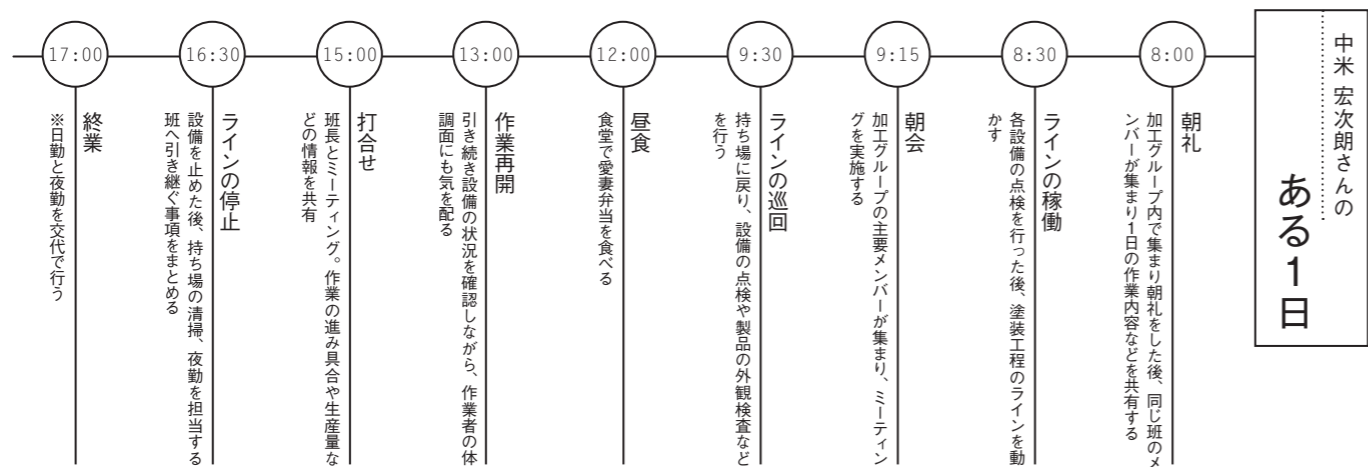 中米 宏次朗さんの
ある1日
8:00
朝礼
加工グループ内で集まり朝礼をした後、同じ班のメ
ンバーが集まり1日の作業内容などを共有する
8:30
ラインの稼働
各設備の点検を行った後、塗装工程のラインを動
かす
9:15
朝会
加工グループの主要メンバーが集まり、ミーティン
グを実施する
9:30
ラインの巡回
持ち場に戻り、設備の点検や製品の外観検査など
を行う
12:00
昼食
食堂で愛妻弁当を食べる
13:00
作業再開
引き続き設備の状況を確認しながら、作業者の体
調面にも気を配る
15:00
打合せ
班長とミーティング。作業の進み具合や生産量な
どの情報を共有
16:30
ラインの停止
設備を止めた後、持ち場の清掃、夜勤を担当する
班へ引き継ぐ事項をまとめる
17:00
終業
※日勤と夜勤を交代で行う